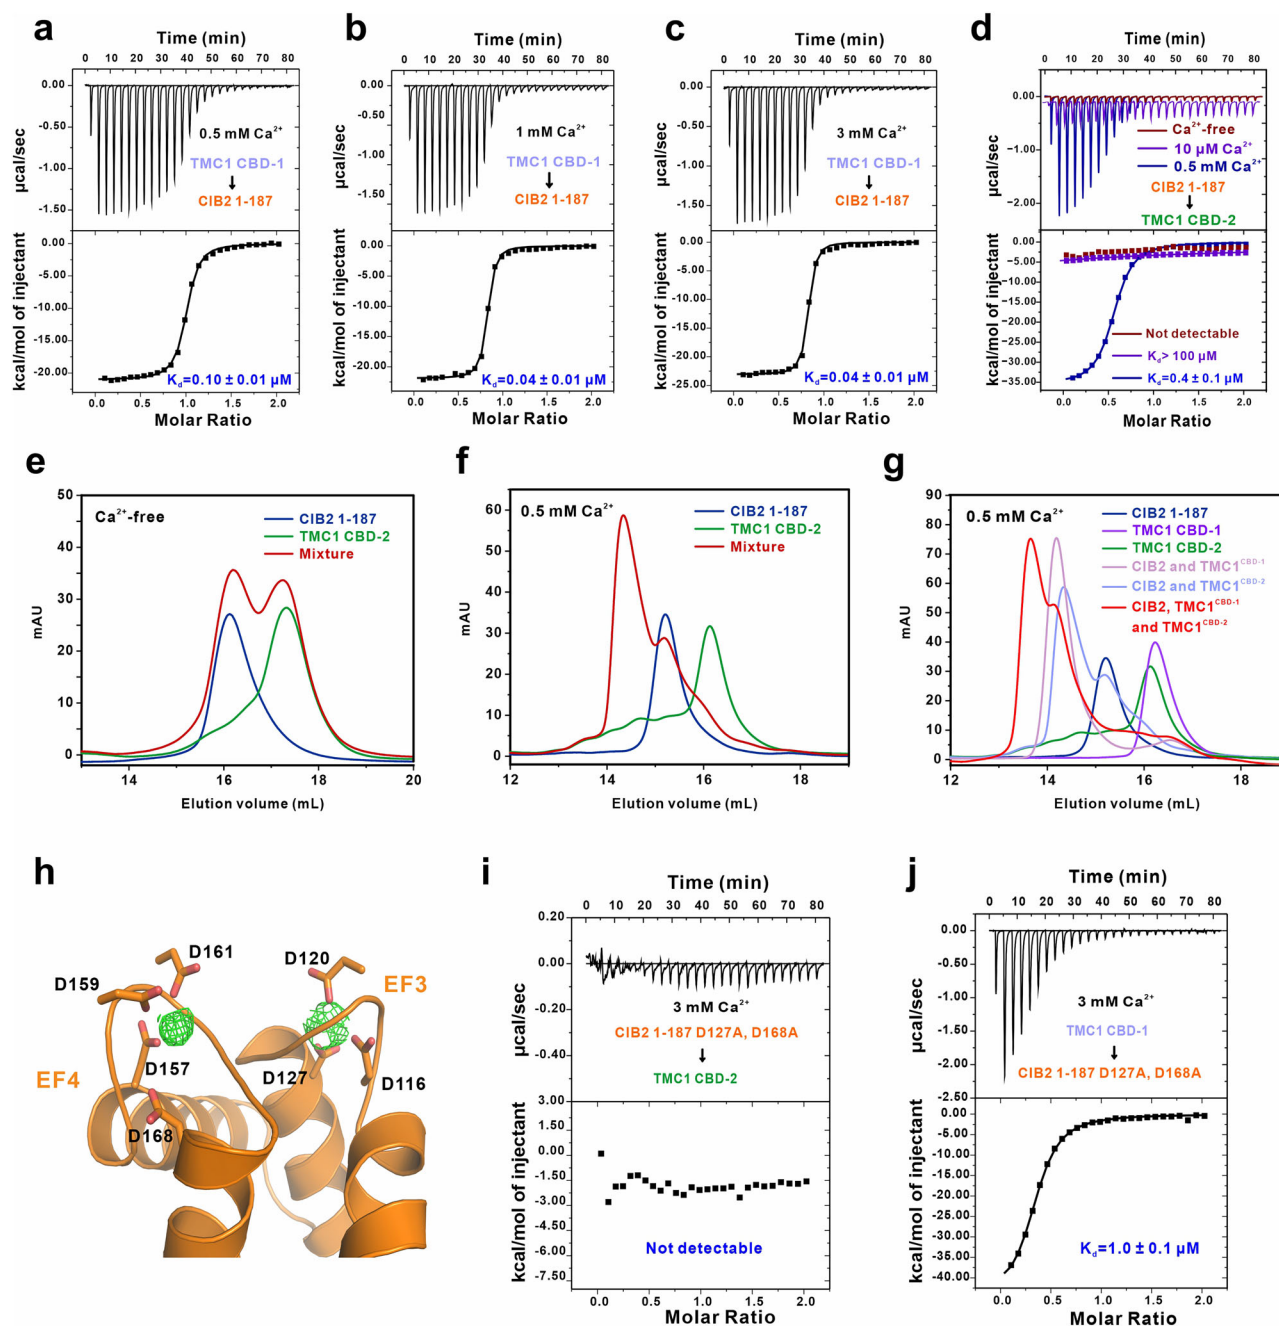 a
Time (min)
0 10 20 30 40 50 60 70 80
0.00
-0.50
-1.00
-1.50
µcal/sec
0.5 mM Ca²⁺
TMC1 CBD-1
↓
CIB2 1-187
0.00
-5.00
-10.00
-15.00
-20.00
kcal/mol of injectant
K_d=0.10 ± 0.01 µM
0.0 0.5 1.0 1.5 2.0
Molar Ratio
b
Time (min)
0 10 20 30 40 50 60 70 80
0.00
-0.50
-1.00
-1.50
µcal/sec
1 mM Ca²⁺
TMC1 CBD-1
↓
CIB2 1-187
0.00
-5.00
-10.00
-15.00
-20.00
kcal/mol of injectant
K_d=0.04 ± 0.01 µM
0.0 0.5 1.0 1.5 2.0
Molar Ratio
c
Time (min)
0 10 20 30 40 50 60 70 80
0.00
-0.50
-1.00
-1.50
µcal/sec
3 mM Ca²⁺
TMC1 CBD-1
↓
CIB2 1-187
0.00
-5.00
-10.00
-15.00
-20.00
-25.00
kcal/mol of injectant
K_d=0.04 ± 0.01 µM
0.0 0.5 1.0 1.5 2.0
Molar Ratio
d
Time (min)
0 10 20 30 40 50 60 70 80
0.00
−1.00
−2.00
µcal/sec
Ca²⁺-free
10 µM Ca²⁺
0.5 mM Ca²⁺
CIB2 1-187
↓
TMC1 CBD-2
0.00
−5.00
−10.00
−15.00
−20.00
−25.00
−30.00
−35.00
kcal/mol of injectant
Not detectable
K_d> 100 µM
K_d=0.4 ± 0.1 µM
0.0 0.5 1.0 1.5 2.0
Molar Ratio
e
50
40
30
20
10
0
mAU
Ca²⁺-free
CIB2 1-187
TMC1 CBD-2
Mixture
14 16 18 20
Elution volume (mL)
f
60
50
40
30
20
10
0
mAU
0.5 mM Ca²⁺
CIB2 1-187
TMC1 CBD-2
Mixture
12 14 16 18
Elution volume (mL)
g
90
80
70
60
50
40
30
20
10
0
mAU
0.5 mM Ca²⁺
CIB2 1-187
TMC1 CBD-1
TMC1 CBD-2
CIB2 and TMC1^CBD-1
CIB2 and TMC1^CBD-2
CIB2, TMC1^CBD-1
and TMC1^CBD-2
12 14 16 18
Elution volume (mL)
h
D161
D159
D120
EF3
D157
D127
D116
EF4
D168
i
Time (min)
0 10 20 30 40 50 60 70 80
0.20
0.00
-0.20
-0.40
µcal/sec
3 mM Ca²⁺
CIB2 1-187 D127A, D168A
↓
TMC1 CBD-2
3.00
1.50
0.00
-1.50
-3.00
-4.50
-6.00
-7.50
kcal/mol of injectant
Not detectable
0.0 0.5 1.0 1.5 2.0
Molar Ratio
j
Time (min)
0 10 20 30 40 50 60 70 80
0.00
-0.50
-1.00
-1.50
-2.00
-2.50
µcal/sec
3 mM Ca²⁺
TMC1 CBD-1
↓
CIB2 1-187 D127A, D168A
0.00
-5.00
-10.00
-15.00
-20.00
-25.00
-30.00
-35.00
-40.00
kcal/mol of injectant
K_d=1.0 ± 0.1 µM
0.0 0.5 1.0 1.5 2.0
Molar Ratio